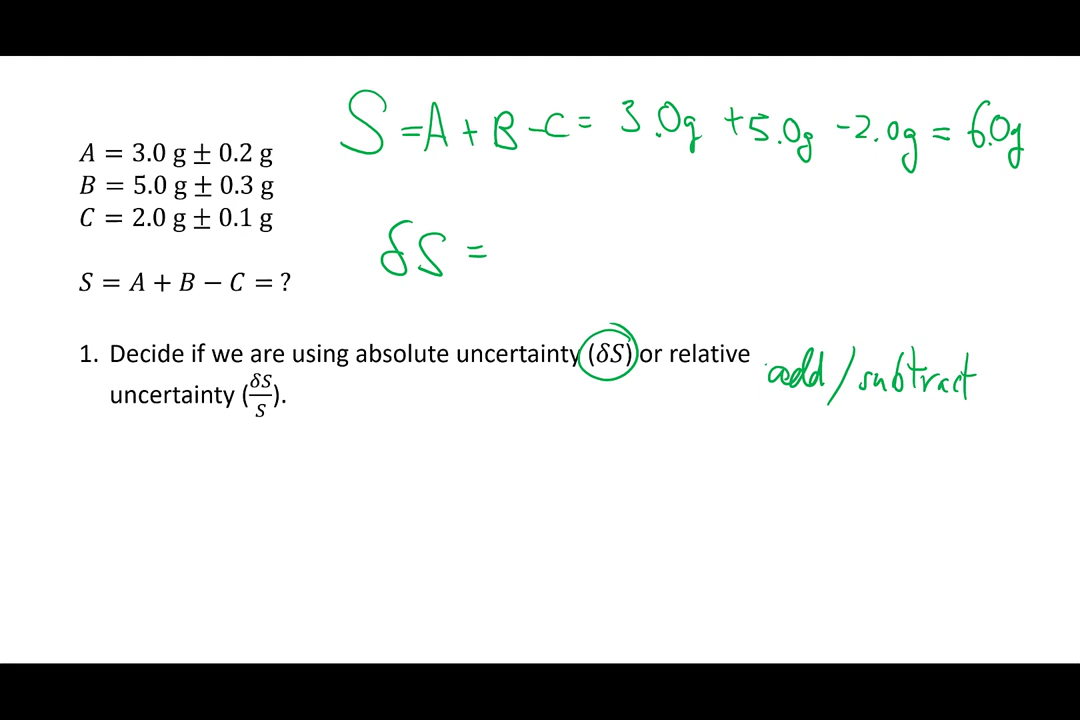 S = A + B - C = 3.0g + 5.0g - 2.0g = 6.0g
A = 3.0 g ± 0.2 g
B = 5.0 g ± 0.3 g
C = 2.0 g ± 0.1 g
δS =
S = A + B − C = ?
1. Decide if we are using absolute uncertainty (δS) or relative
uncertainty (δS/S).
add / subtract